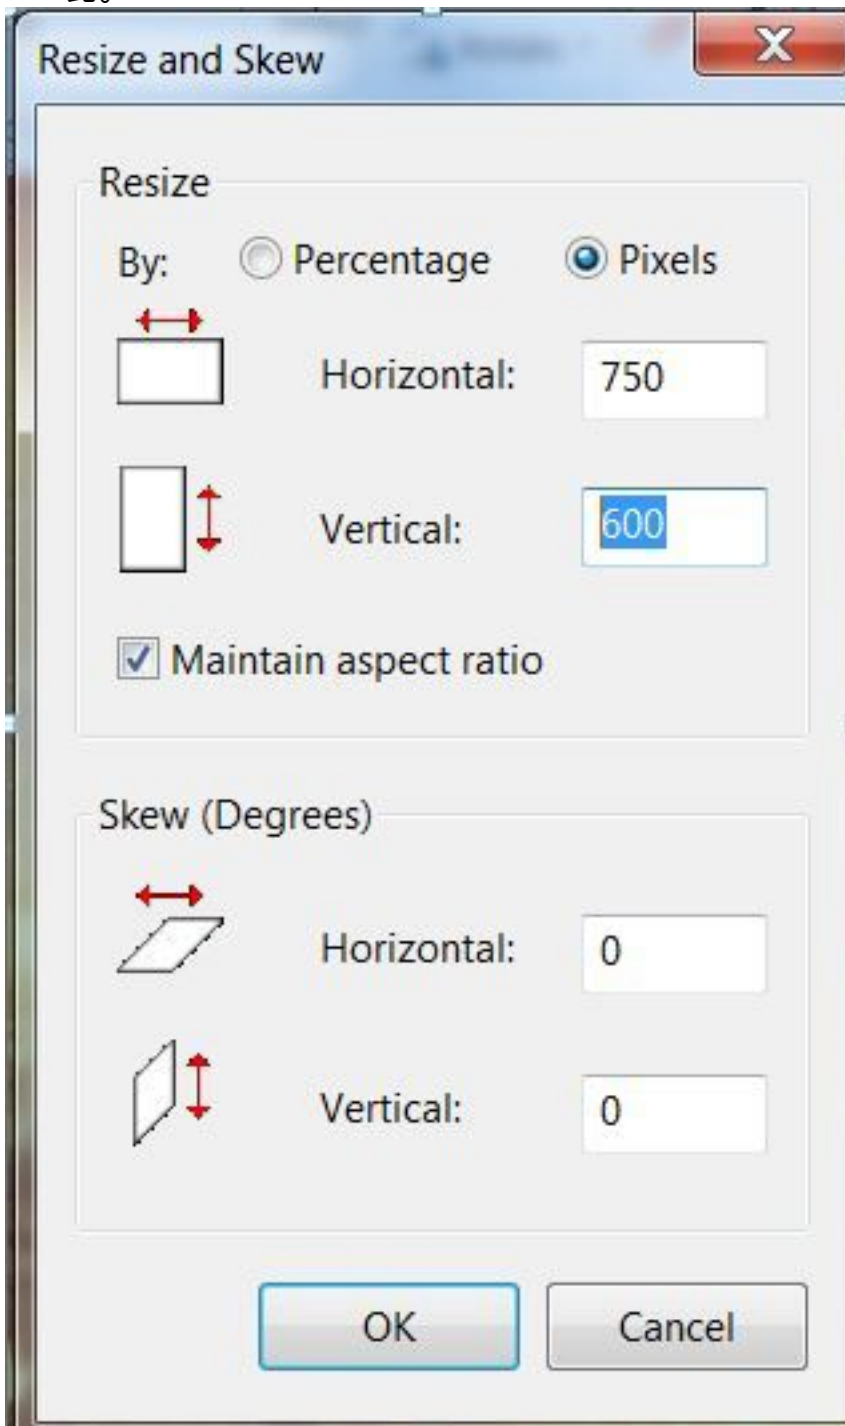 Resize and Skew
Resize
By: Percentage Pixels
Horizontal: 750
Vertical: 600
Maintain aspect ratio
Skew (Degrees)
Horizontal: 0
Vertical: 0
OK Cancel